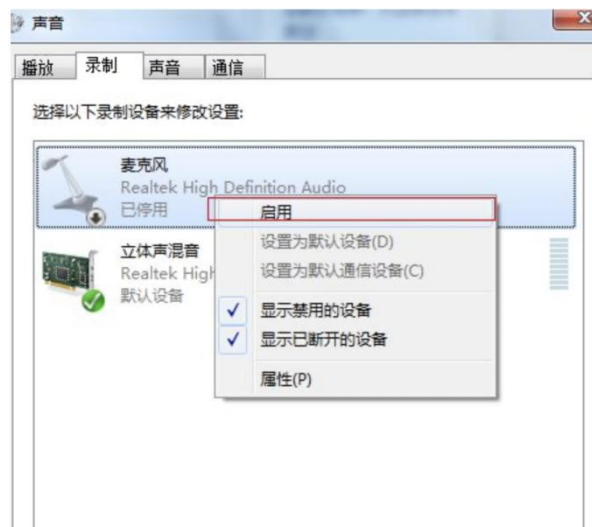 声音
播放 录制 声音 通信
选择以下录制设备来修改设置:
麦克风
Realtek High Definition Audio
已停用
启用
设置为默认设备(D)
立体声混音
Realtek High
设置为默认通信设备(C)
默认设备
显示禁用的设备
显示已断开的设备
属性(P)